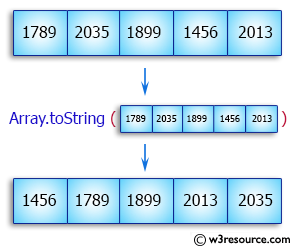 1789 2035 1899 1456 2013
Array.toString ( 1789 2035 1899 1456 2013 )
1456 1789 1899 2013 2035
© w3resource.com